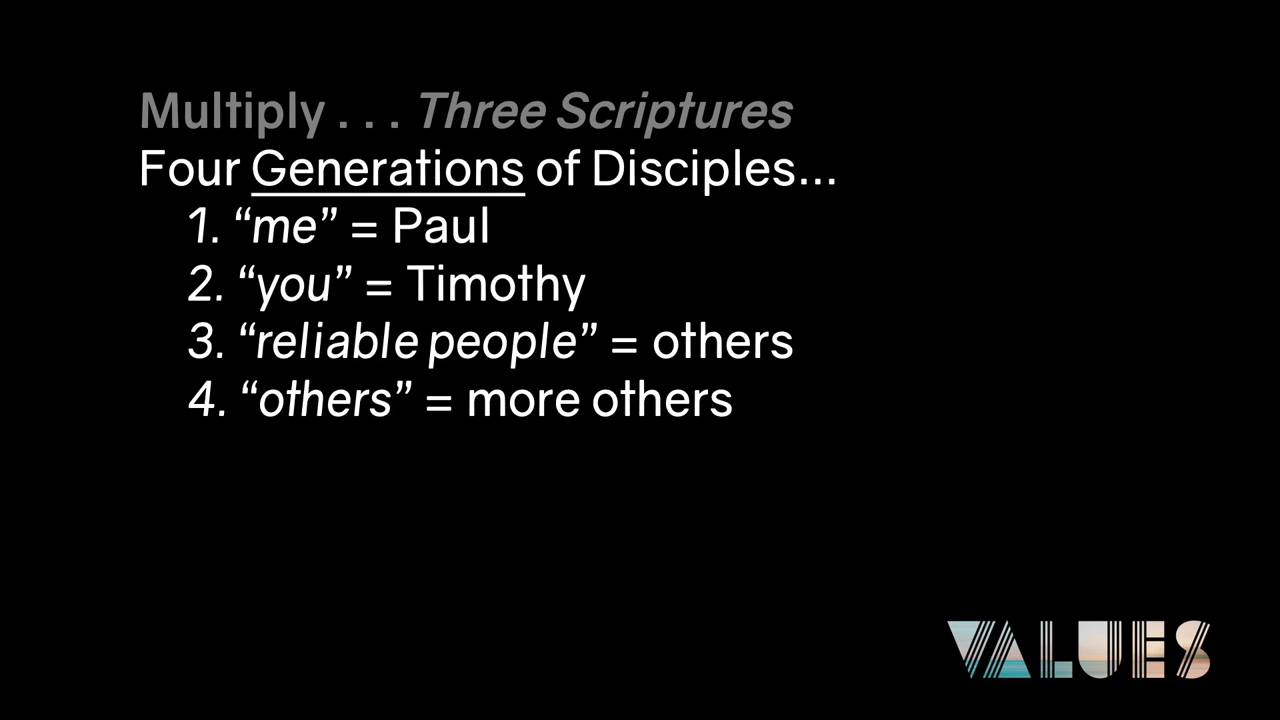 Multiply . . . Three Scriptures
Four Generations of Disciples...
1. “me” = Paul
2. “you” = Timothy
3. “reliable people” = others
4. “others” = more others
VALUES